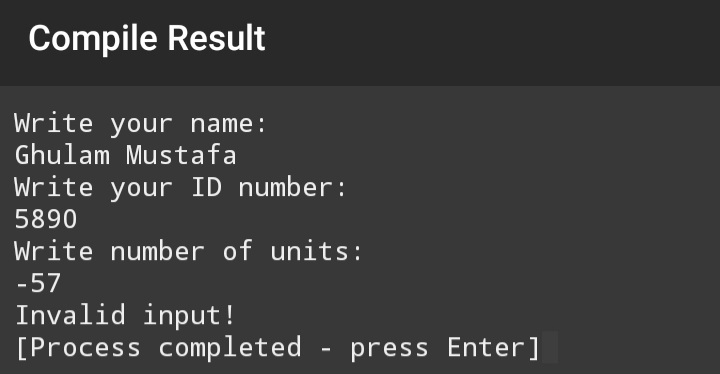 Compile Result
Write your name:
Ghulam Mustafa
Write your ID number:
5890
Write number of units:
-57
Invalid input!
[Process completed - press Enter]